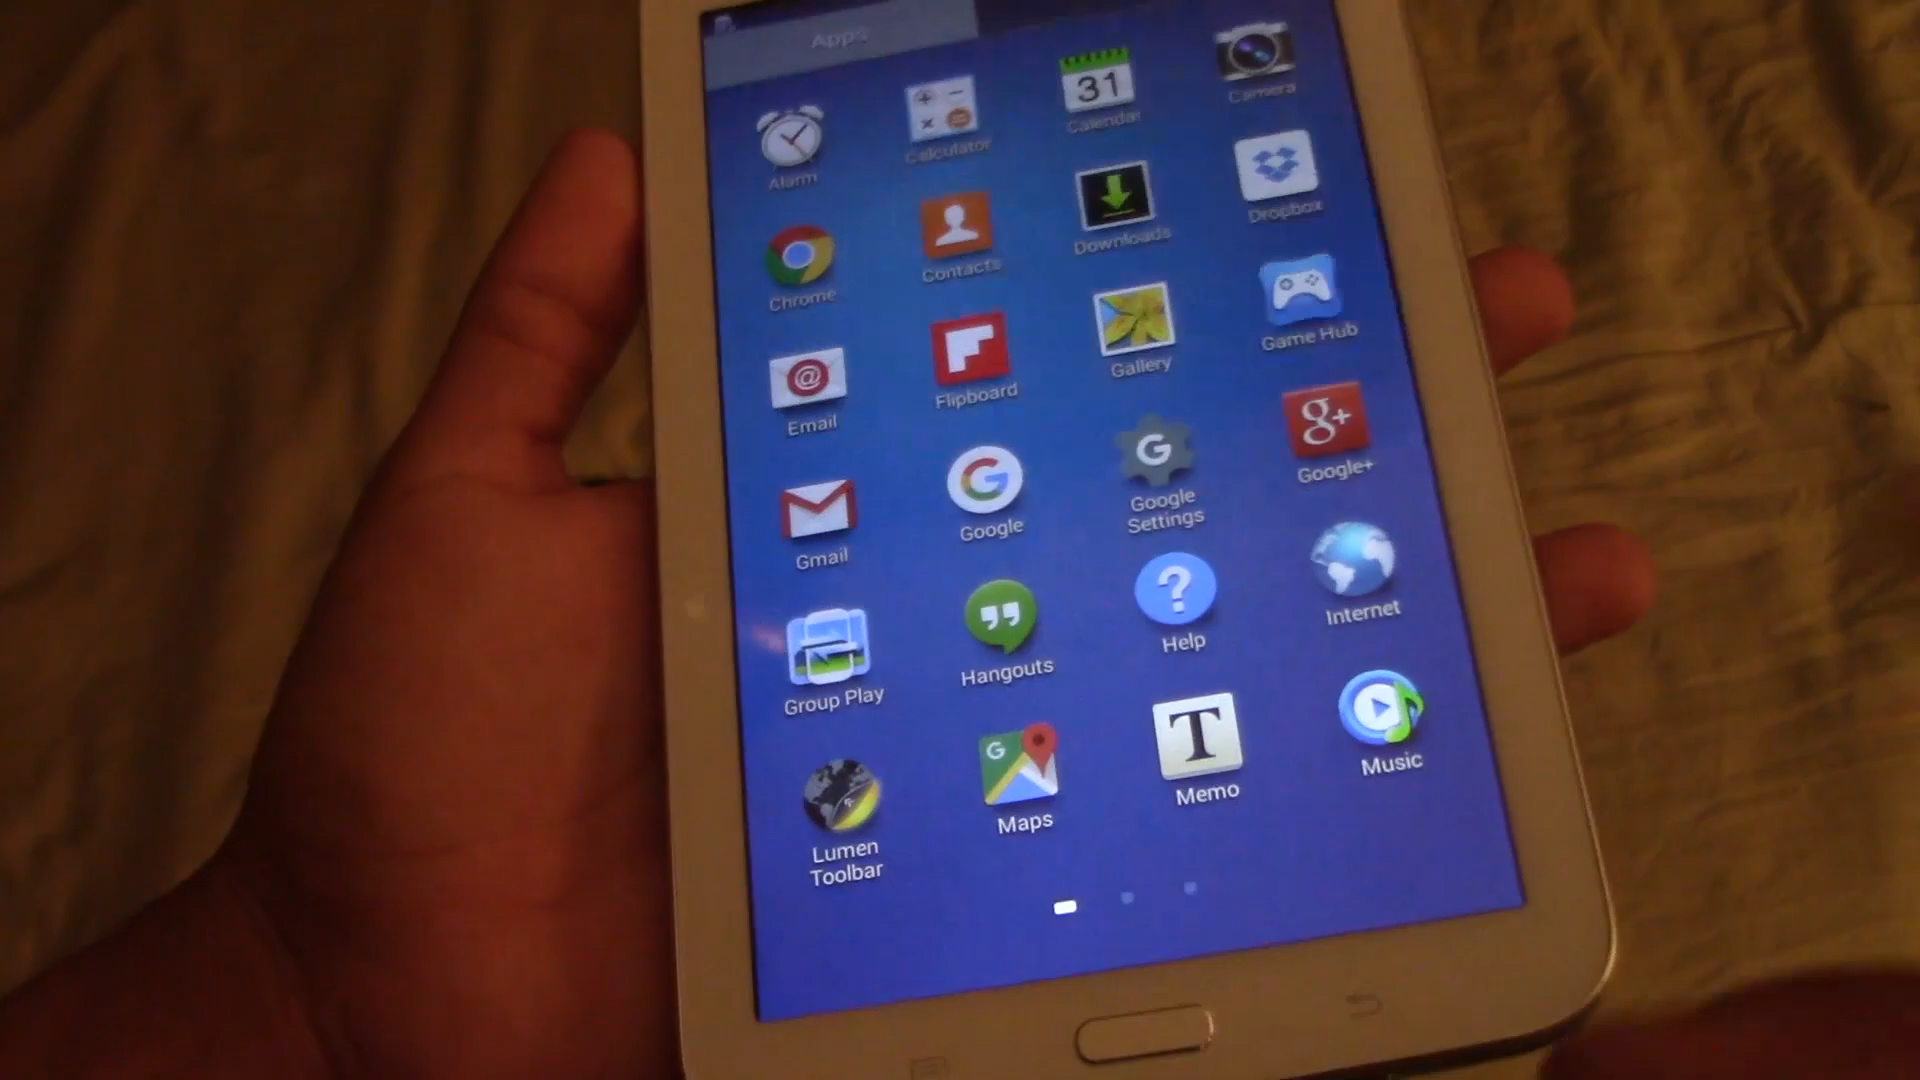 Apps
Alarm
Calculator
31
Calendar
Camera
Chrome
Contacts
Downloads
Dropbox
@
Email
Flipboard
Gallery
Game Hub
Gmail
G
Google
G
Google
Settings
g+
Google+
Group Play
Hangouts
?
Help
Internet
Lumen
Toolbar
G
Maps
T
Memo
Music